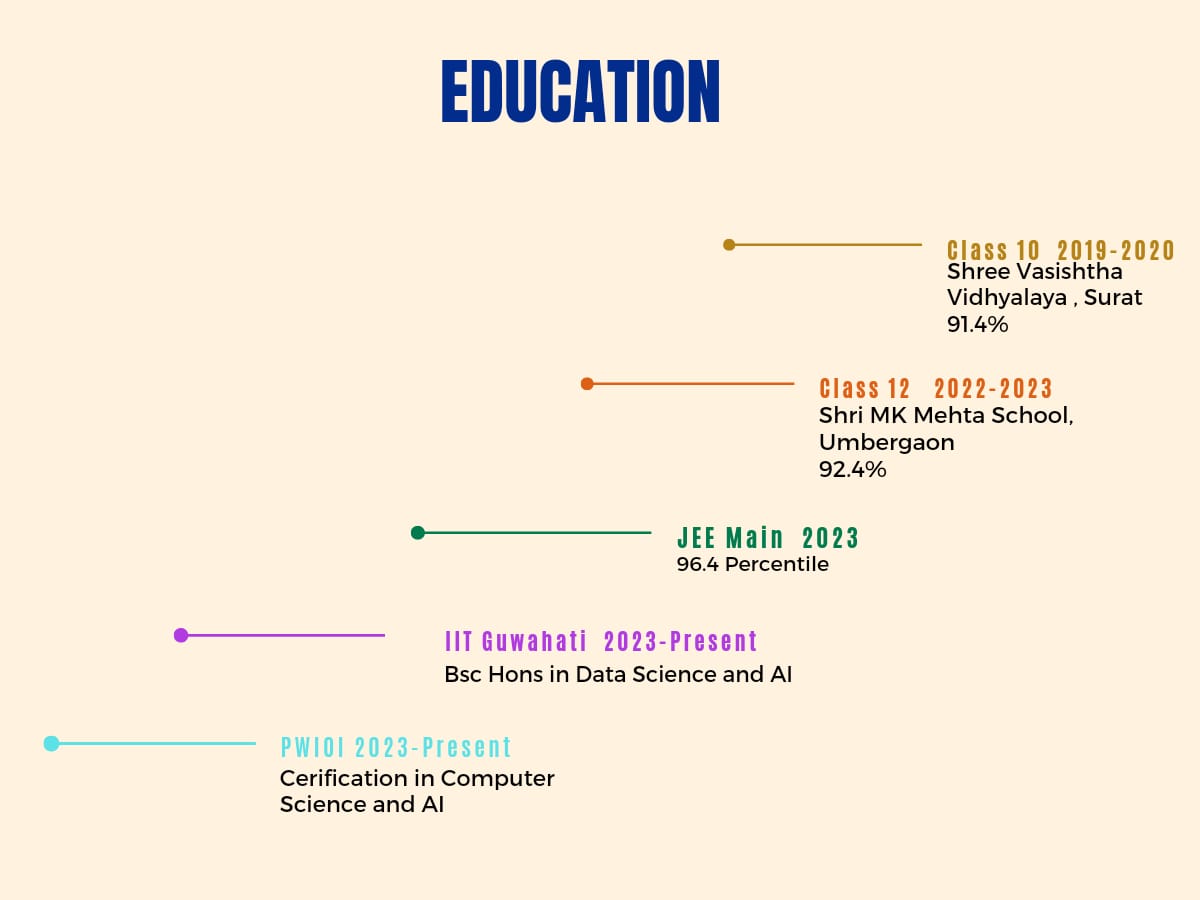 EDUCATION
Class 10 2019-2020
Shree Vasishtha
Vidhyalaya , Surat
91.4%
Class 12 2022-2023
Shri MK Mehta School,
Umbergaon
92.4%
JEE Main 2023
96.4 Percentile
IIT Guwahati 2023-Present
Bsc Hons in Data Science and AI
PWIOI 2023-Present
Cerification in Computer
Science and AI